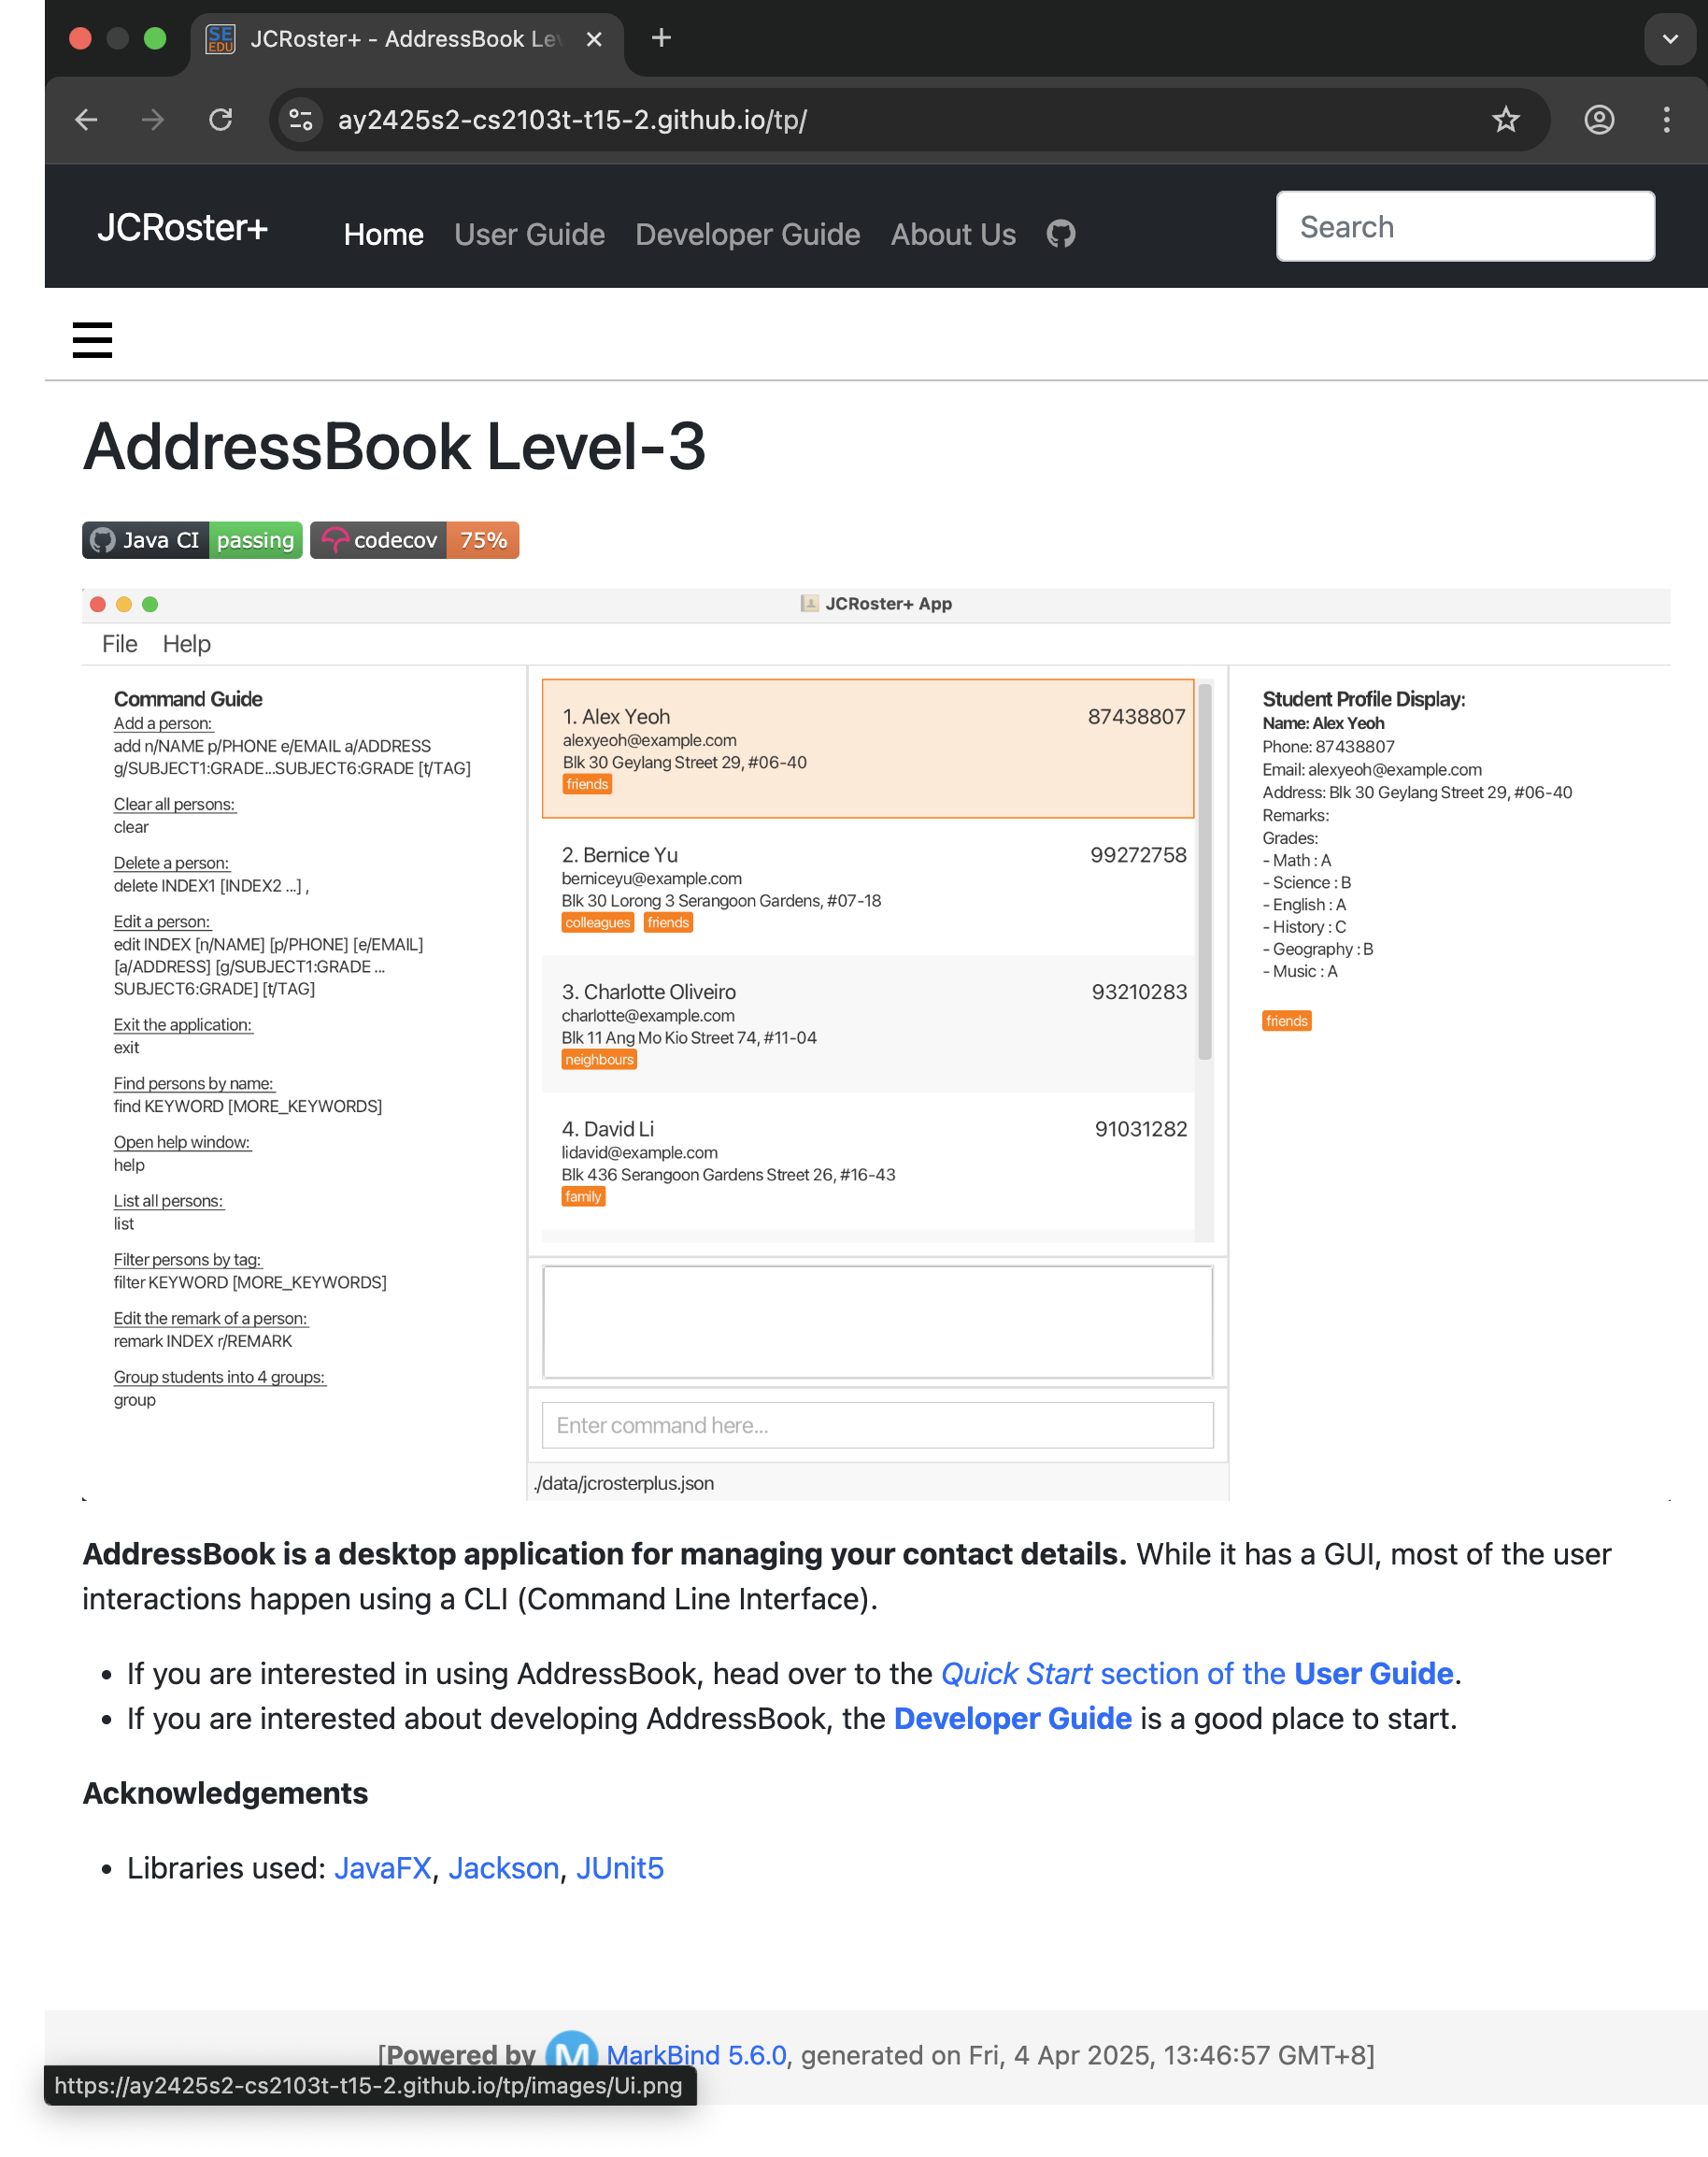 SE
EDU
JCRoster+ - AddressBook Le
ay2425s2-cs2103t-t15-2.github.io/tp/
JCRoster+
Home
User Guide
Developer Guide
About Us
Search
AddressBook Level-3
Java CI passing
codecov 75%
JCRoster+ App
File
Help
Command Guide
Add a person:
add n/NAME p/PHONE e/EMAIL a/ADDRESS
g/SUBJECT1:GRADE...SUBJECT6:GRADE [t/TAG]
Clear all persons:
clear
Delete a person:
delete INDEX1 [INDEX2 ...] ,
Edit a person:
edit INDEX [n/NAME] [p/PHONE] [e/EMAIL]
[a/ADDRESS] [g/SUBJECT1:GRADE ...
SUBJECT6:GRADE] [t/TAG]
Exit the application:
exit
Find persons by name:
find KEYWORD [MORE_KEYWORDS]
Open help window:
help
List all persons:
list
Filter persons by tag:
filter KEYWORD [MORE_KEYWORDS]
Edit the remark of a person:
remark INDEX r/REMARK
Group students into 4 groups:
group
1. Alex Yeoh 87438807
alexyeoh@example.com
Blk 30 Geylang Street 29, #06-40
friends
2. Bernice Yu 99272758
berniceyu@example.com
Blk 30 Lorong 3 Serangoon Gardens, #07-18
colleagues friends
3. Charlotte Oliveiro 93210283
charlotte@example.com
Blk 11 Ang Mo Kio Street 74, #11-04
neighbours
4. David Li 91031282
lidavid@example.com
Blk 436 Serangoon Gardens Street 26, #16-43
family
Enter command here...
./data/jcrosterplus.json
Student Profile Display:
Name: Alex Yeoh
Phone: 87438807
Email: alexyeoh@example.com
Address: Blk 30 Geylang Street 29, #06-40
Remarks:
Grades:
- Math : A
- Science : B
- English : A
- History : C
- Geography : B
- Music : A
friends
AddressBook is a desktop application for managing your contact details. While it has a GUI, most of the user
interactions happen using a CLI (Command Line Interface).
• If you are interested in using AddressBook, head over to the Quick Start section of the User Guide.
• If you are interested about developing AddressBook, the Developer Guide is a good place to start.
Acknowledgements
• Libraries used: JavaFX, Jackson, JUnit5
[Powered by M MarkBind 5.6.0, generated on Fri, 4 Apr 2025, 13:46:57 GMT+8]
https://ay2425s2-cs2103t-t15-2.github.io/tp/images/Ui.png